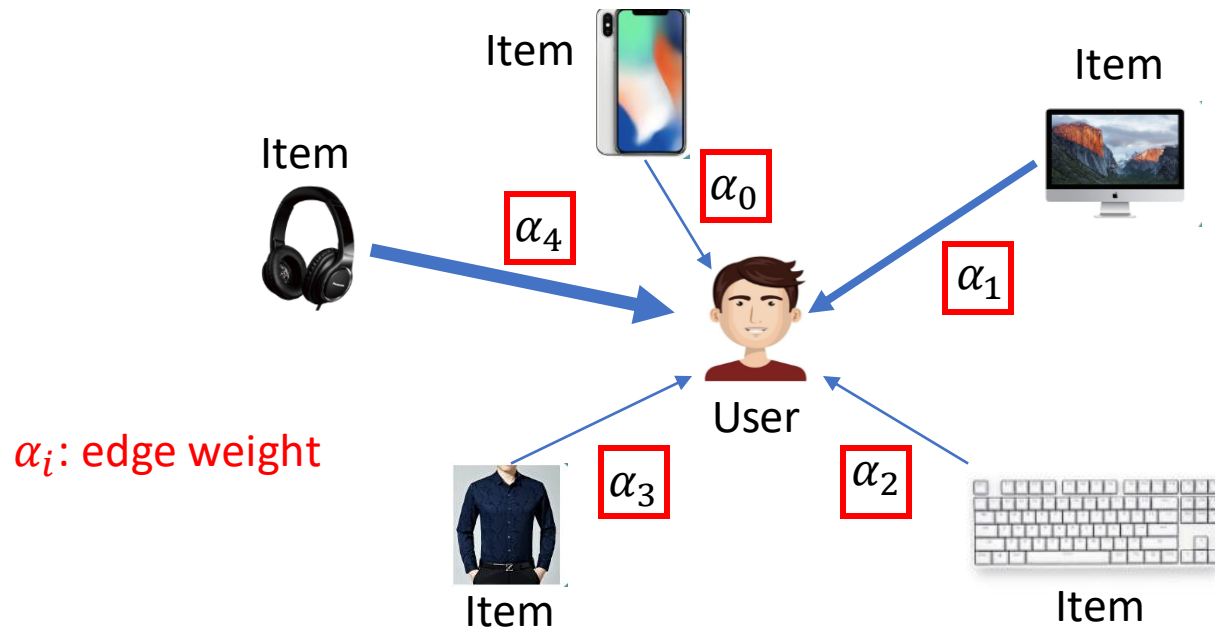 Item
Item
Item
α₀
α₄
α₁
User
αᵢ: edge weight
α₃
α₂
Item
Item